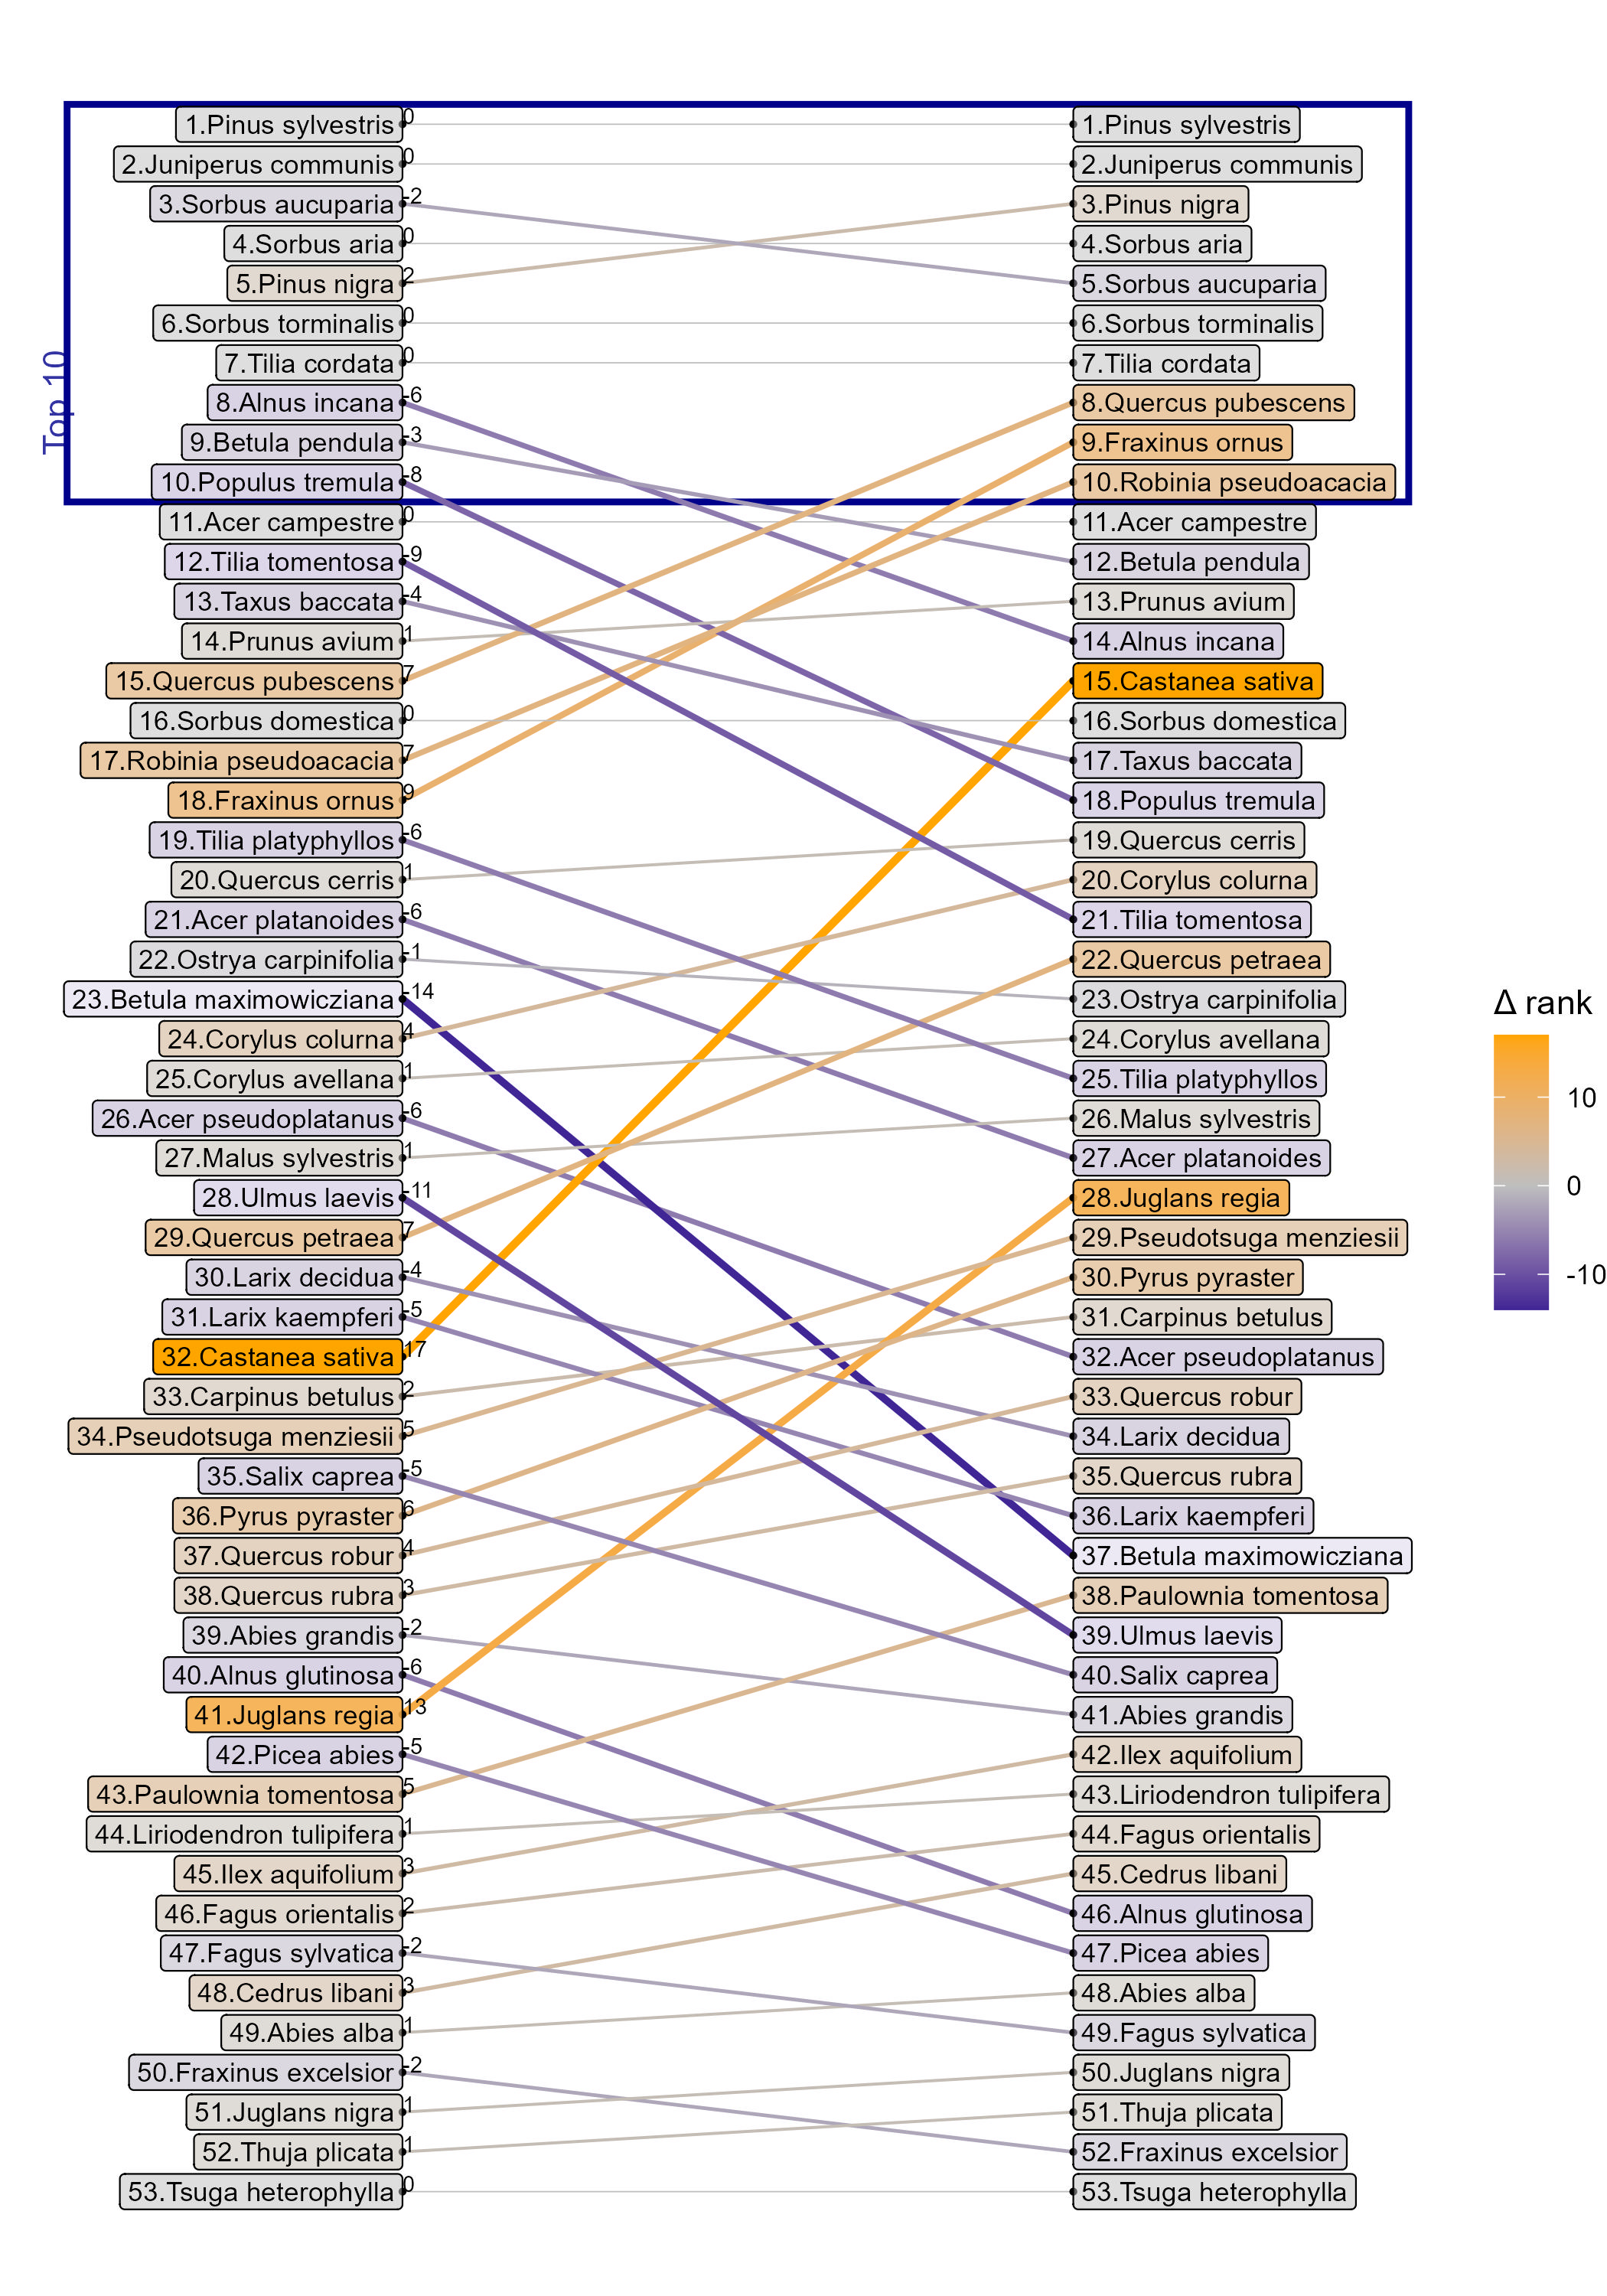 1.Pinus sylvestris 0 1.Pinus sylvestris
2.Juniperus communis 0 2.Juniperus communis
3.Sorbus aucuparia -2 3.Pinus nigra
4.Sorbus aria 0 4.Sorbus aria
5.Pinus nigra 2 5.Sorbus aucuparia
6.Sorbus torminalis 0 6.Sorbus torminalis
7.Tilia cordata 0 7.Tilia cordata
Top 10
8.Alnus incana -6 8.Quercus pubescens
9.Betula pendula -3 9.Fraxinus ornus
10.Populus tremula -8 10.Robinia pseudoacacia
11.Acer campestre 0 11.Acer campestre
12.Tilia tomentosa -9 12.Betula pendula
13.Taxus baccata -4 13.Prunus avium
14.Prunus avium 1 14.Alnus incana
15.Quercus pubescens 7 15.Castanea sativa
16.Sorbus domestica 0 16.Sorbus domestica
17.Robinia pseudoacacia 7 17.Taxus baccata
18.Fraxinus ornus 9 18.Populus tremula
19.Tilia platyphyllos -6 19.Quercus cerris
20.Quercus cerris 1 20.Corylus colurna
21.Acer platanoides -6 21.Tilia tomentosa
22.Ostrya carpinifolia -1 22.Quercus petraea
23.Betula maximowicziana -14 23.Ostrya carpinifolia
Δ rank
24.Corylus colurna 4 24.Corylus avellana
25.Corylus avellana 1 25.Tilia platyphyllos
10
26.Acer pseudoplatanus -6 26.Malus sylvestris
27.Malus sylvestris 1 27.Acer platanoides
0
28.Ulmus laevis -11 28.Juglans regia
29.Quercus petraea 7 29.Pseudotsuga menziesii
30.Larix decidua -4 30.Pyrus pyraster
-10
31.Larix kaempferi -5 31.Carpinus betulus
32.Castanea sativa 17 32.Acer pseudoplatanus
33.Carpinus betulus 2 33.Quercus robur
34.Pseudotsuga menziesii 5 34.Larix decidua
35.Salix caprea -5 35.Quercus rubra
36.Pyrus pyraster 6 36.Larix kaempferi
37.Quercus robur 4 37.Betula maximowicziana
38.Quercus rubra 3 38.Paulownia tomentosa
39.Abies grandis -2 39.Ulmus laevis
40.Alnus glutinosa -6 40.Salix caprea
41.Juglans regia 13 41.Abies grandis
42.Picea abies -5 42.Ilex aquifolium
43.Paulownia tomentosa 5 43.Liriodendron tulipifera
44.Liriodendron tulipifera 1 44.Fagus orientalis
45.Ilex aquifolium 3 45.Cedrus libani
46.Fagus orientalis 2 46.Alnus glutinosa
47.Fagus sylvatica -2 47.Picea abies
48.Cedrus libani 3 48.Abies alba
49.Abies alba 1 49.Fagus sylvatica
50.Fraxinus excelsior -2 50.Juglans nigra
51.Juglans nigra 1 51.Thuja plicata
52.Thuja plicata 1 52.Fraxinus excelsior
53.Tsuga heterophylla 0 53.Tsuga heterophylla